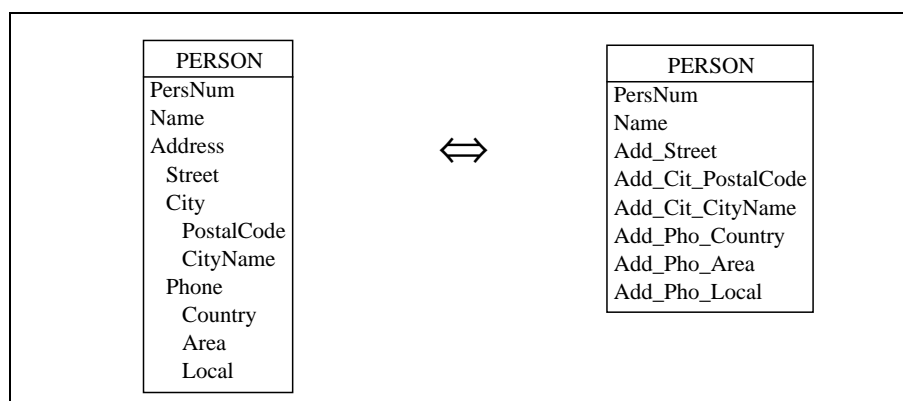 PERSON
PersNum
Name
Address
Street
City
PostalCode
CityName
Phone
Country
Area
Local
⇔
PERSON
PersNum
Name
Add_Street
Add_Cit_PostalCode
Add_Cit_CityName
Add_Pho_Country
Add_Pho_Area
Add_Pho_Local